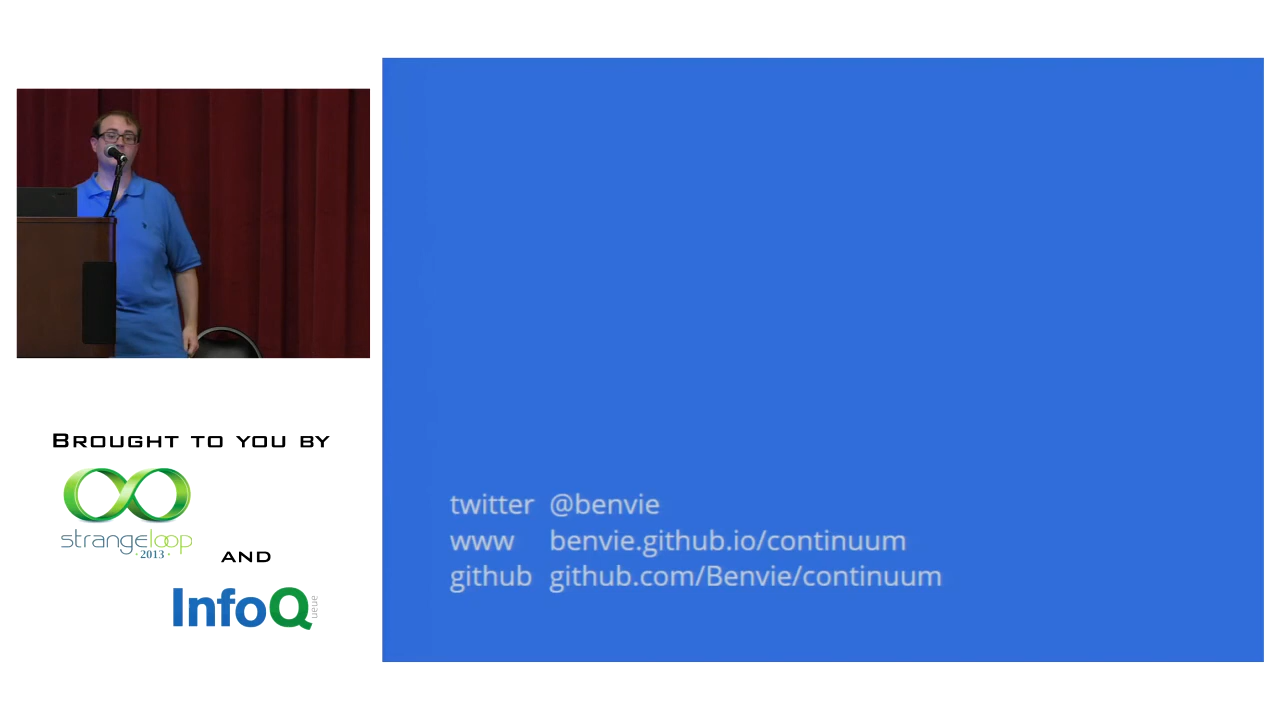 BROUGHT TO YOU BY
strangeloop
· 2013 ·
AND
InfoQ
twitter @benvie
www benvie.github.io/continuum
github github.com/Benvie/continuum